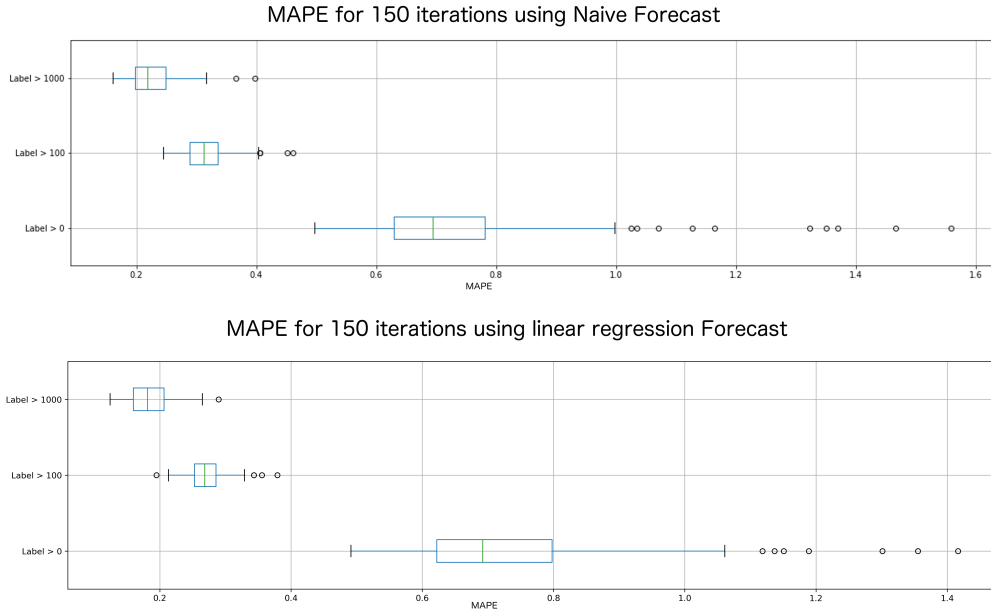 MAPE for 150 iterations using Naive Forecast
Label > 1000
Label > 100
Label > 0
0.2 0.4 0.6 0.8 1.0 1.2 1.4 1.6
MAPE
MAPE for 150 iterations using linear regression Forecast
Label > 1000
Label > 100
Label > 0
0.2 0.4 0.6 0.8 1.0 1.2 1.4
MAPE